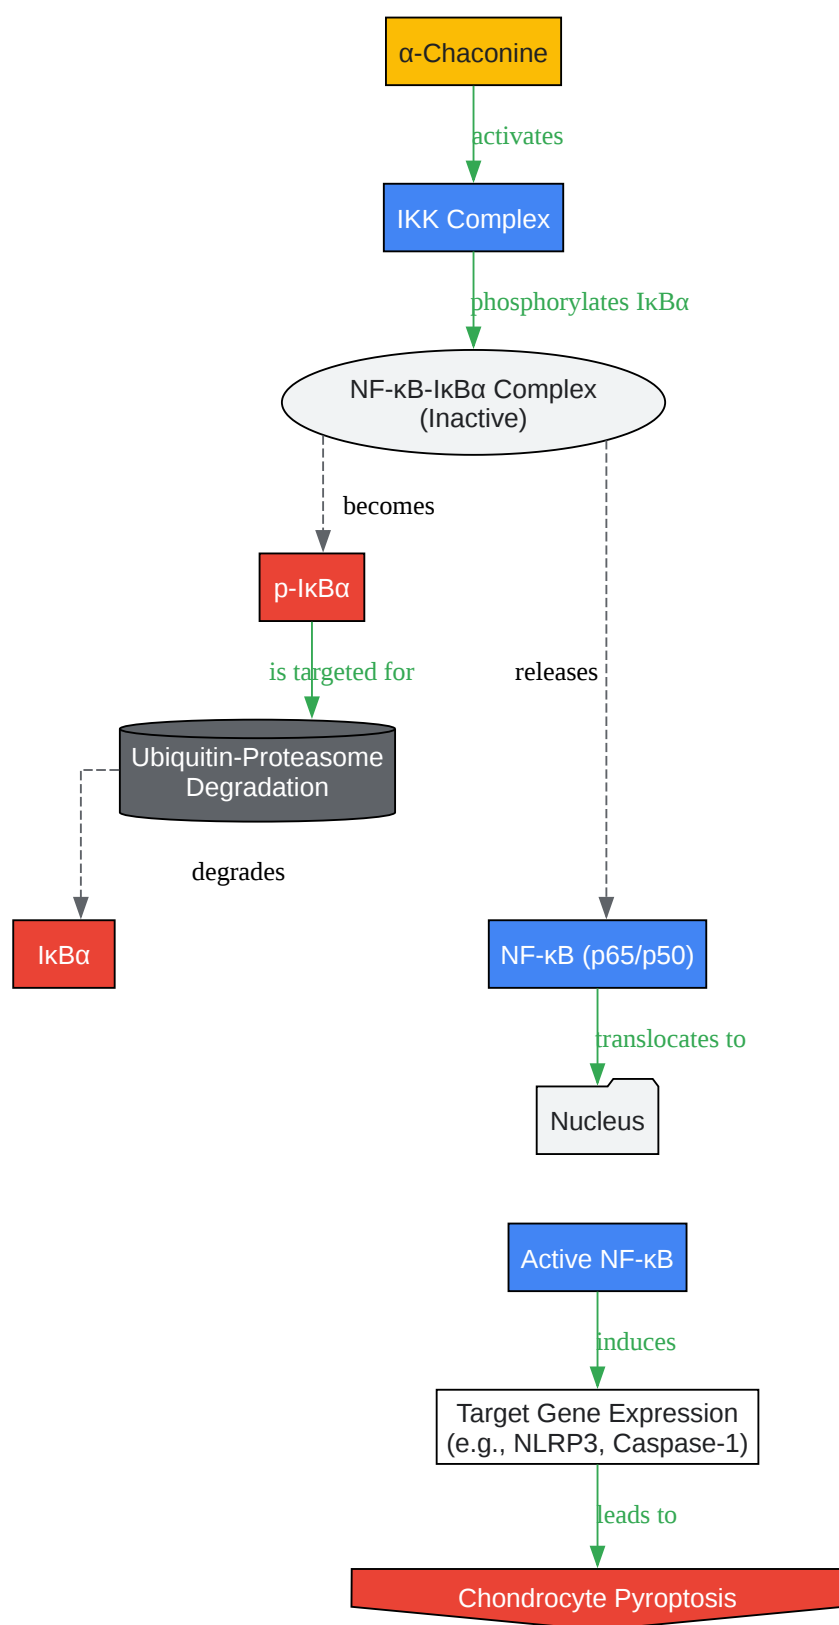 α-Chaconine
activates
IKK Complex
phosphorylates IκBα
NF-κB-IκBα Complex
(Inactive)
becomes
p-IκBα
is targeted for
releases
Ubiquitin-Proteasome
Degradation
degrades
IκBα
NF-κB (p65/p50)
translocates to
Nucleus
Active NF-κB
induces
Target Gene Expression
(e.g., NLRP3, Caspase-1)
leads to
Chondrocyte Pyroptosis